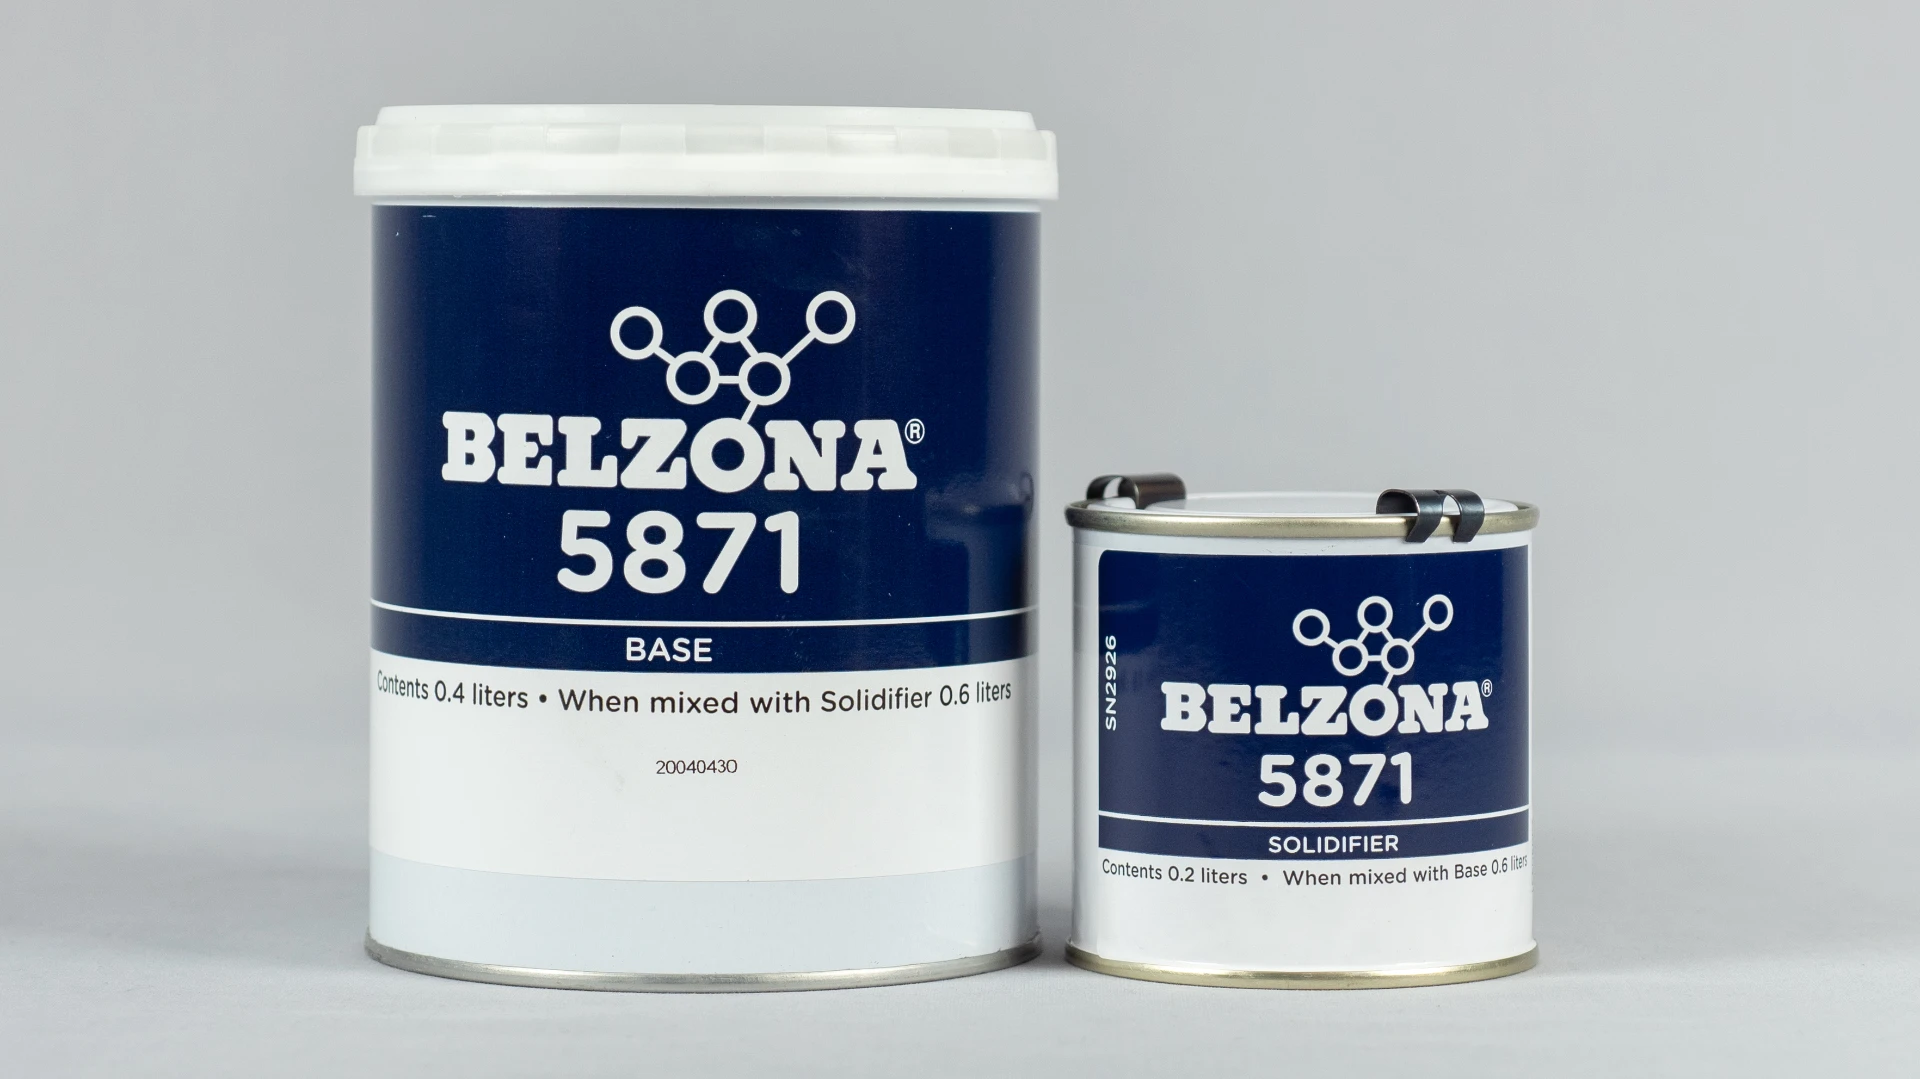 BELZONA®
5871
BASE
Contents 0.4 liters • When mixed with Solidifier 0.6 liters
20040430
SN2926
BELZONA®
5871
SOLIDIFIER
Contents 0.2 liters • When mixed with Base 0.6 liters